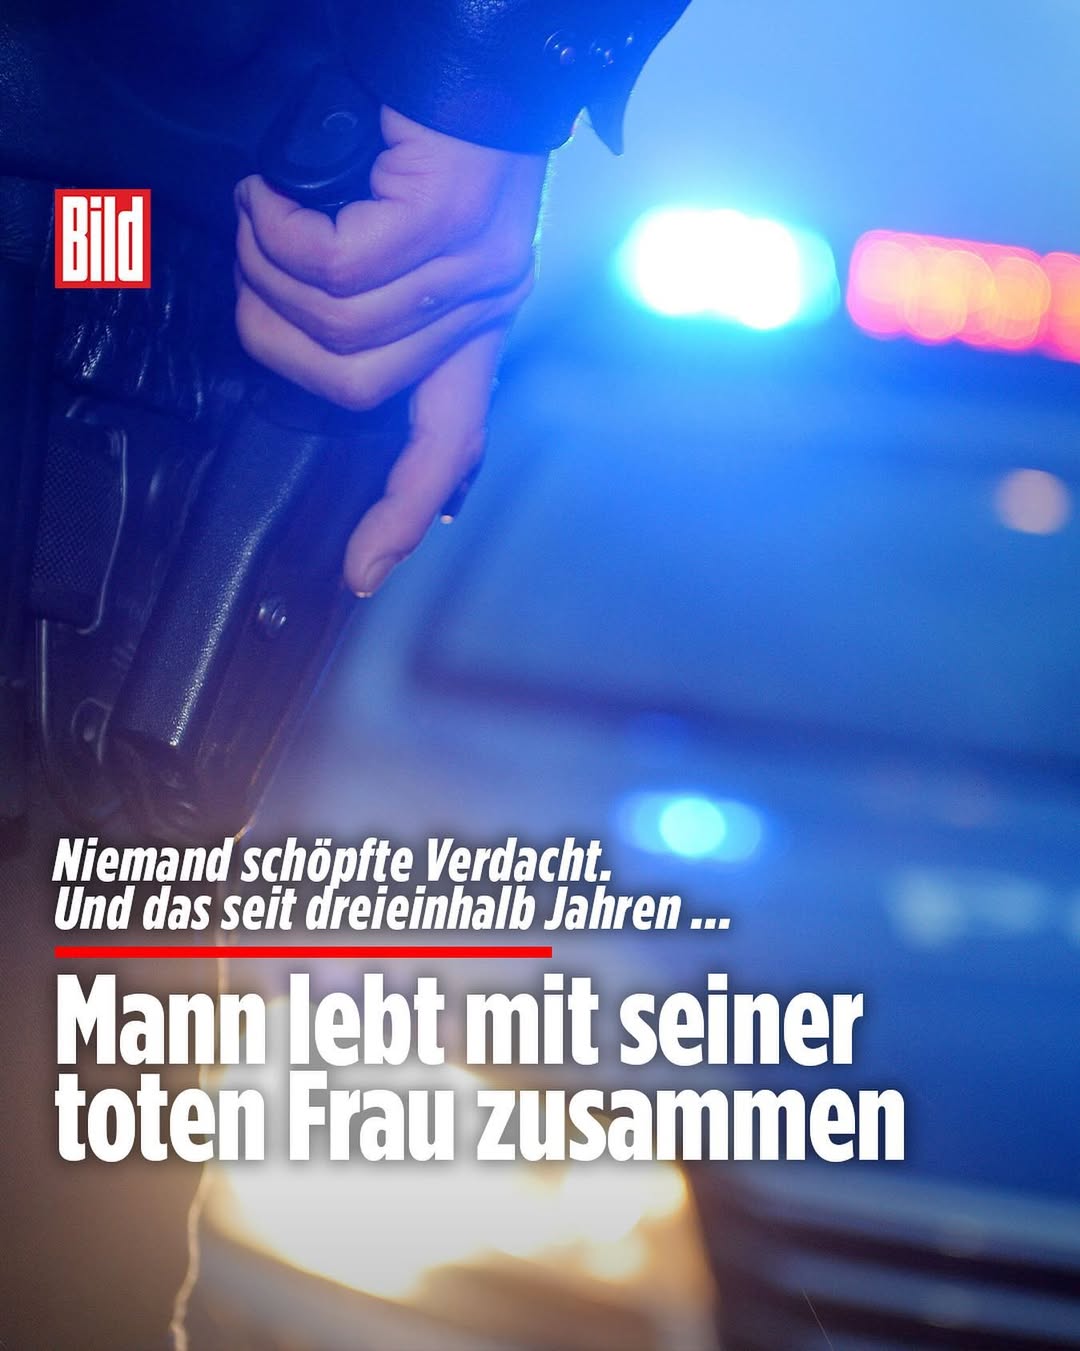 Bild
Niemand schöpfte Verdacht.
Und das seit dreieinhalb Jahren ...
Mann lebt mit seiner
toten Frau zusammen